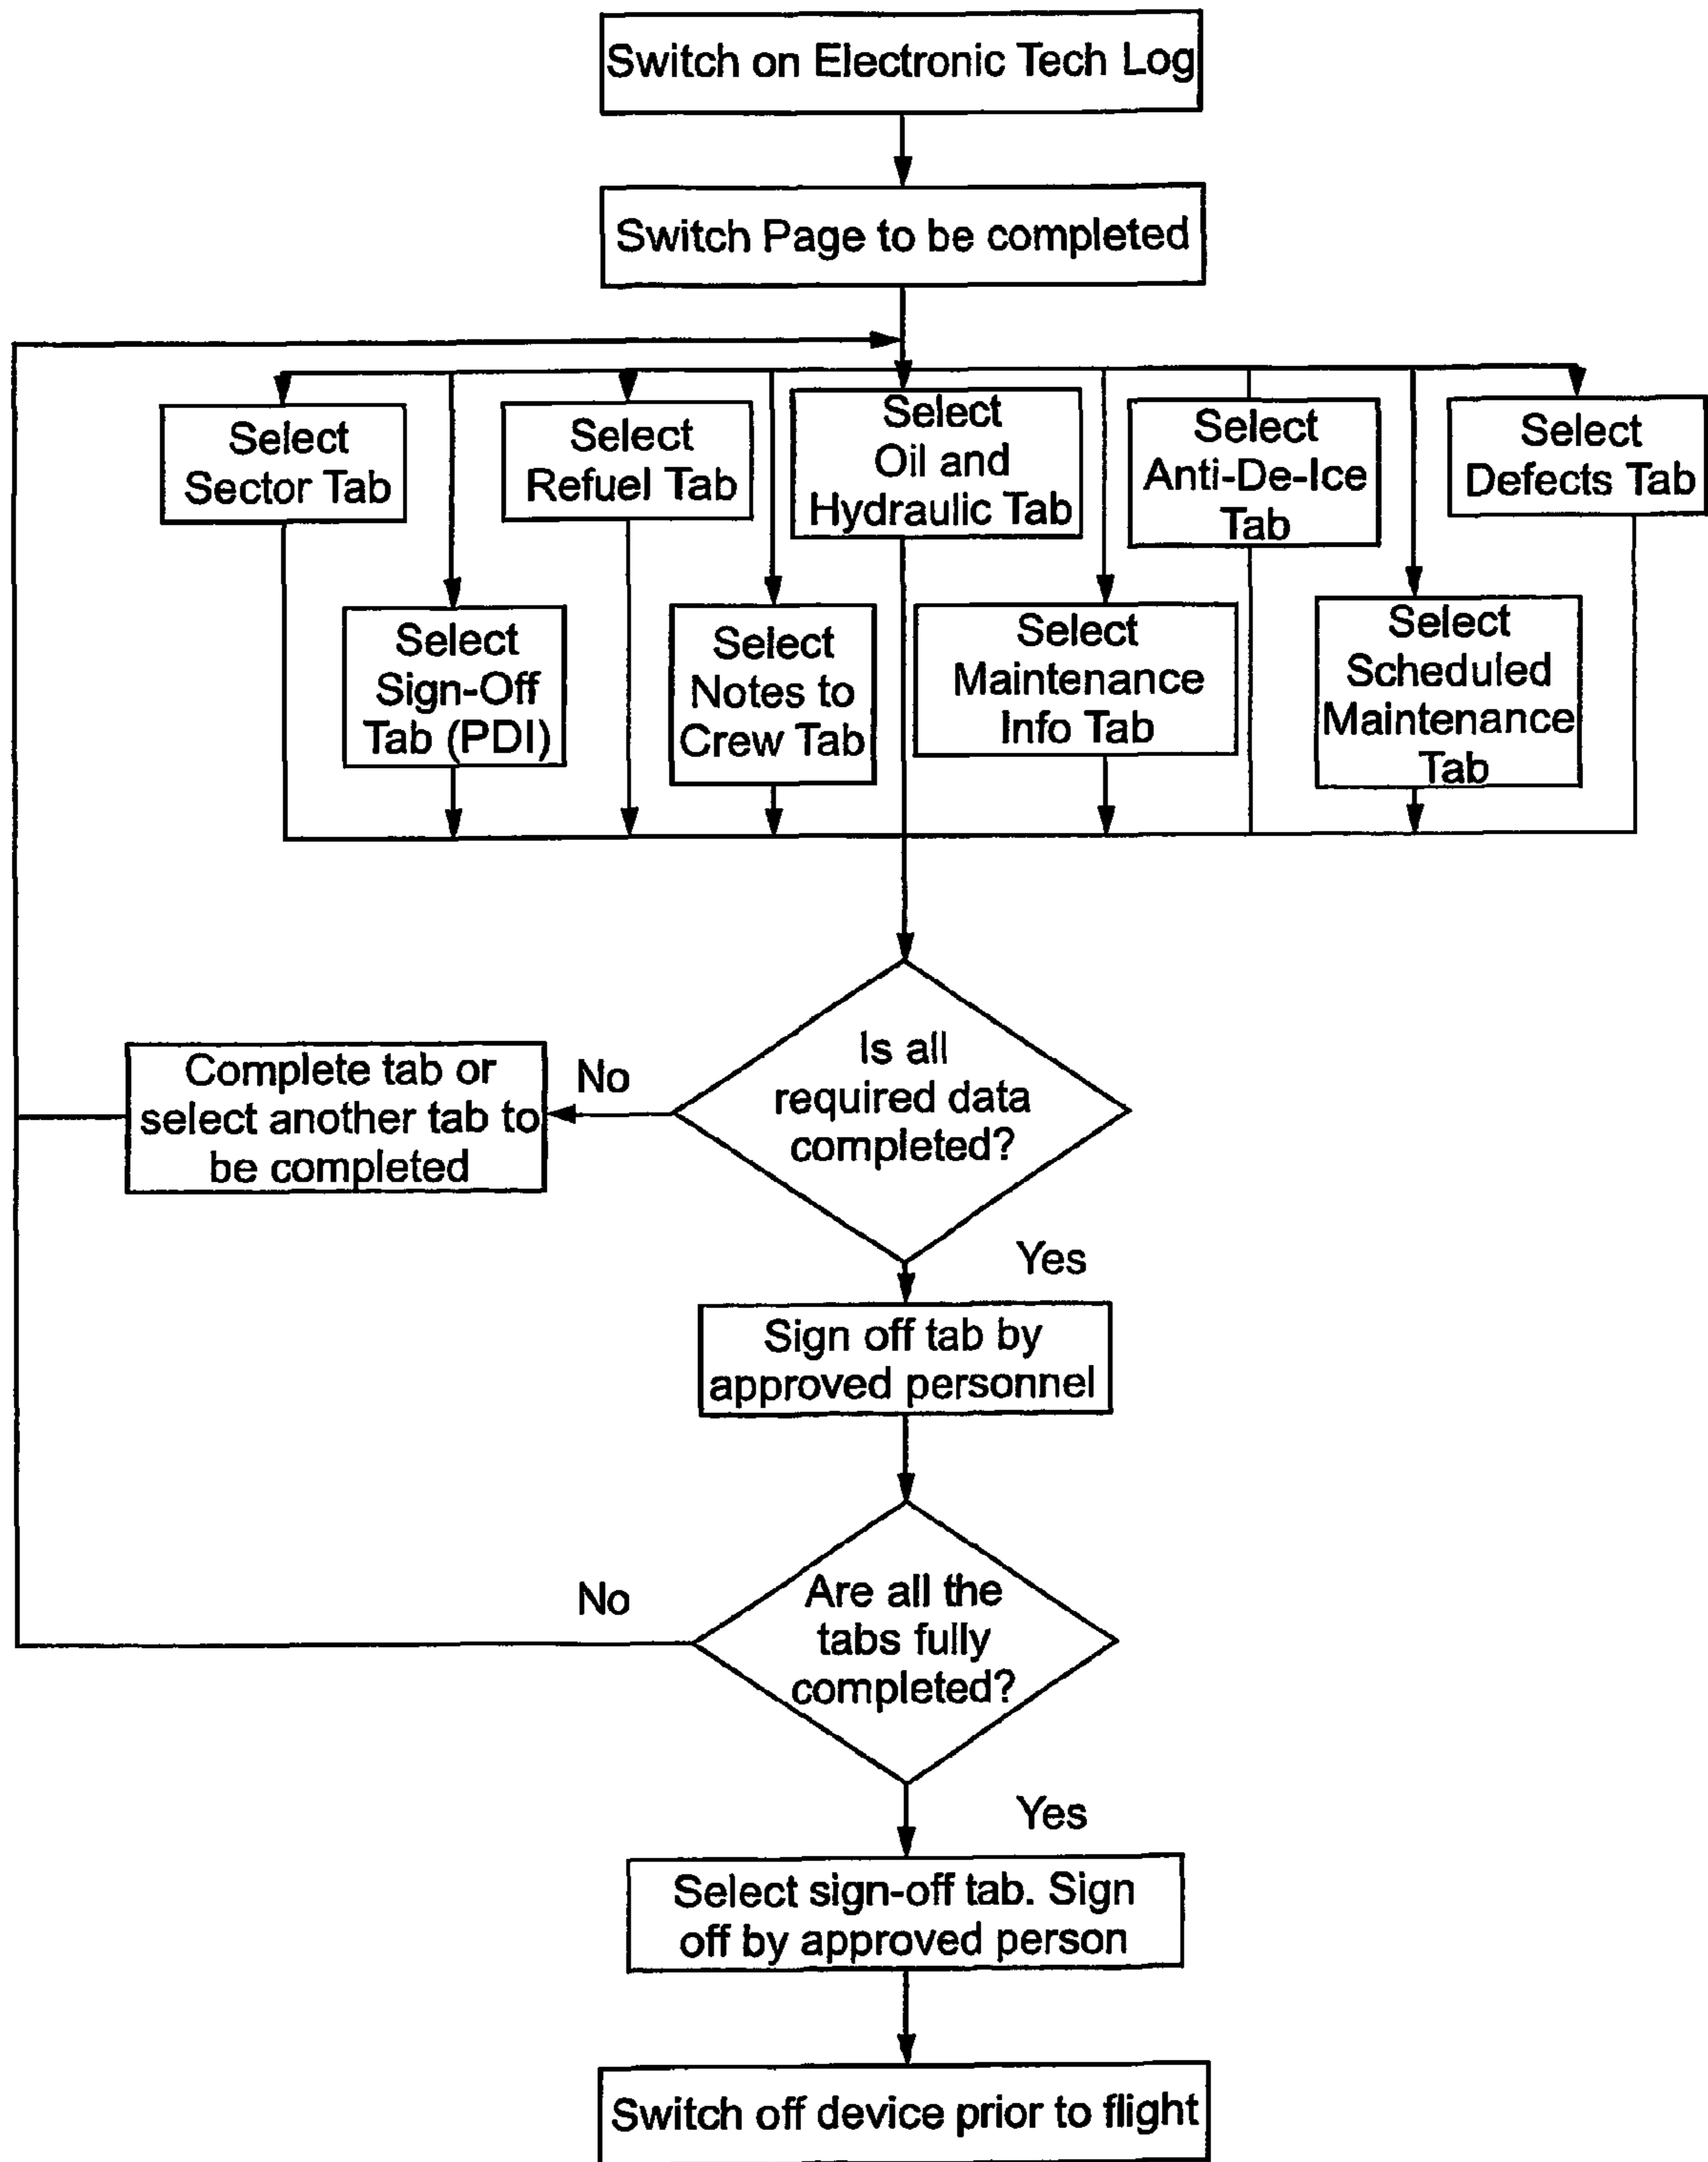 Switch on Electronic Tech Log
Switch Page to be completed
Select
Sector Tab
Select
Refuel Tab
Select
Oil and
Hydraulic Tab
Select
Anti-De-Ice
Tab
Select
Defects Tab
Select
Sign-Off
Tab (PDI)
Select
Notes to
Crew Tab
Select
Maintenance
Info Tab
Select
Scheduled
Maintenance
Tab
Is all
required data
completed?
No
Complete tab or
select another tab to
be completed
Yes
Sign off tab by
approved personnel
Are all the
tabs fully
completed?
No
Yes
Select sign-off tab. Sign
off by approved person
Switch off device prior to flight